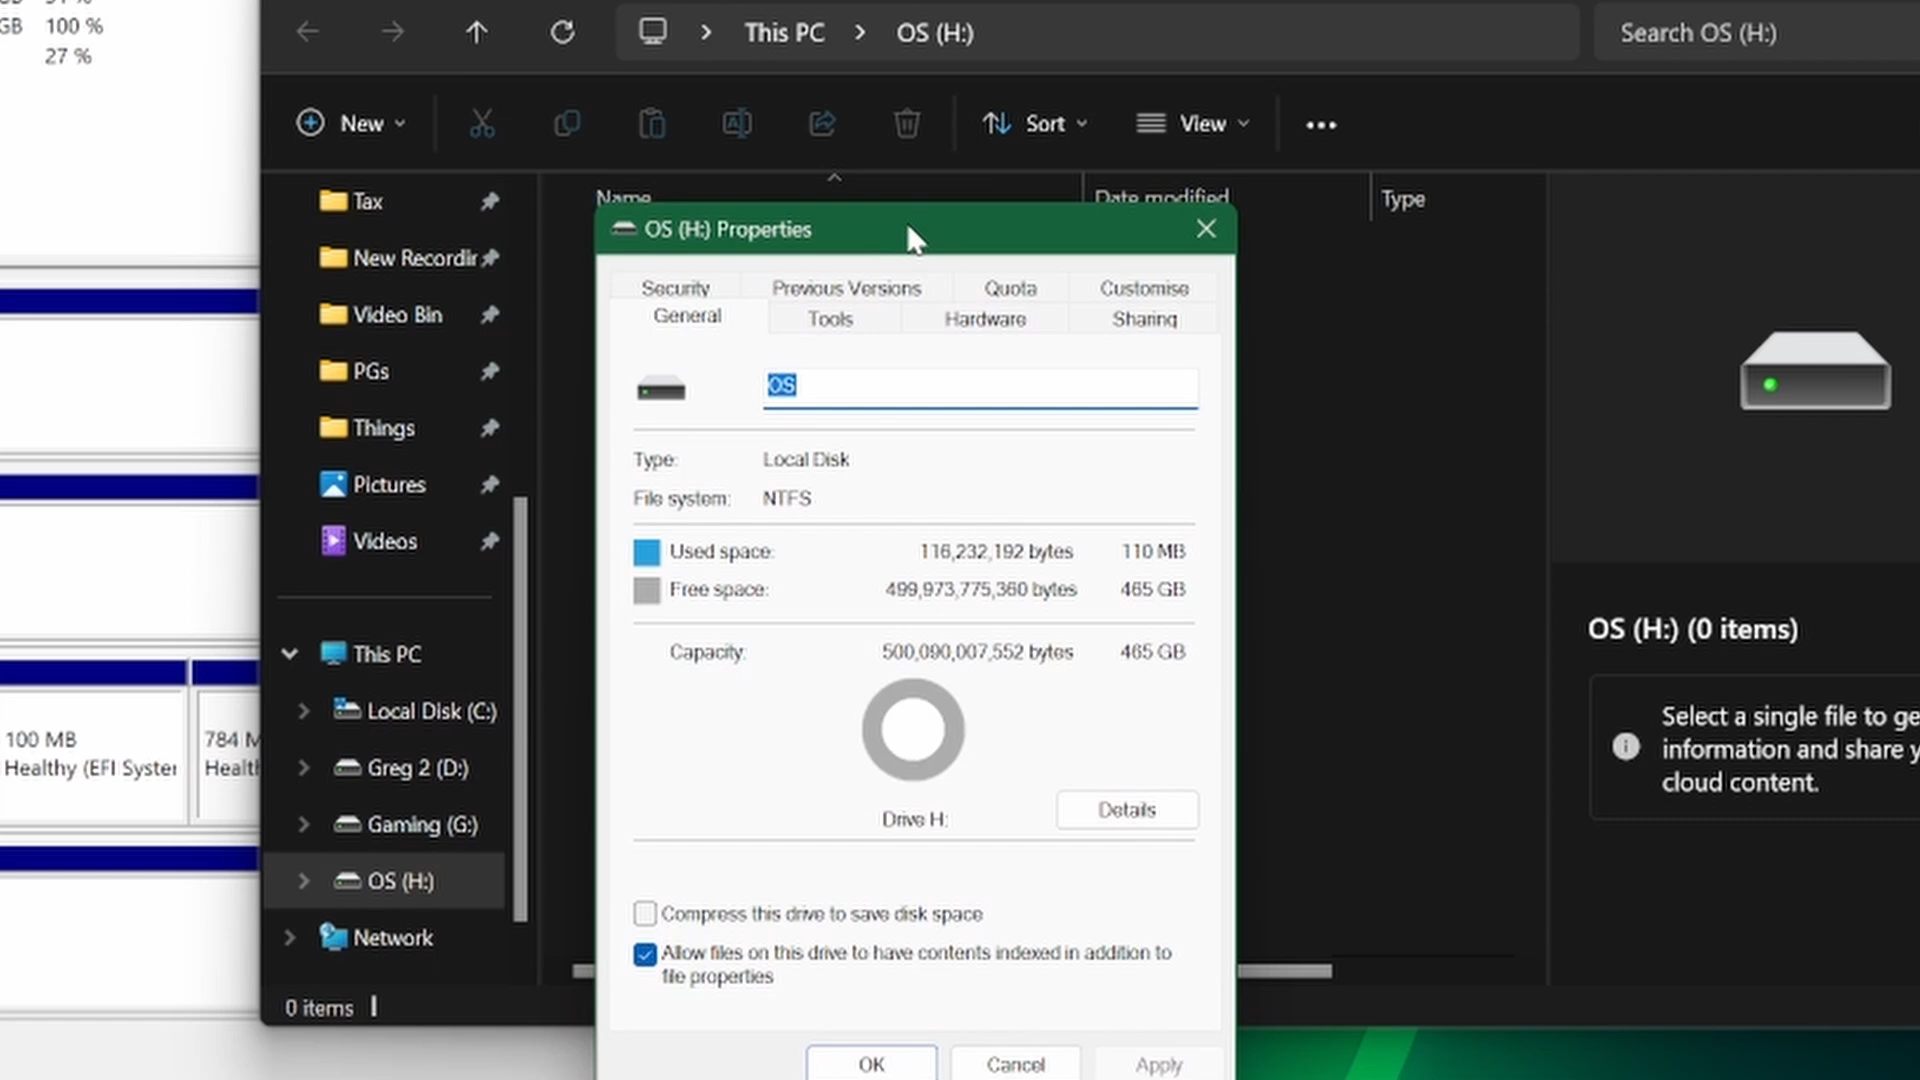 GB 100 %
27 %
This PC
OS (H:)
Search OS (H:)
New
Sort
View
Name
Date modified
Type
Tax
New Recordin
Video Bin
PGs
Things
Pictures
Videos
This PC
Local Disk (C:)
Greg 2 (D:)
Gaming (G:)
OS (H:)
Network
0 items
100 MB
Healthy (EFI System
784 M
Health
OS (H:) Properties
Security Previous Versions Quota Customise
General Tools Hardware Sharing
OS
Type: Local Disk
File system: NTFS
Used space: 116,232,192 bytes 110 MB
Free space: 499,973,775,360 bytes 465 GB
Capacity: 500,090,007,552 bytes 465 GB
Drive H:
Details
Compress this drive to save disk space
Allow files on this drive to have contents indexed in addition to
file properties
OK Cancel Apply
OS (H:) (0 items)
Select a single file to ge
information and share y
cloud content.